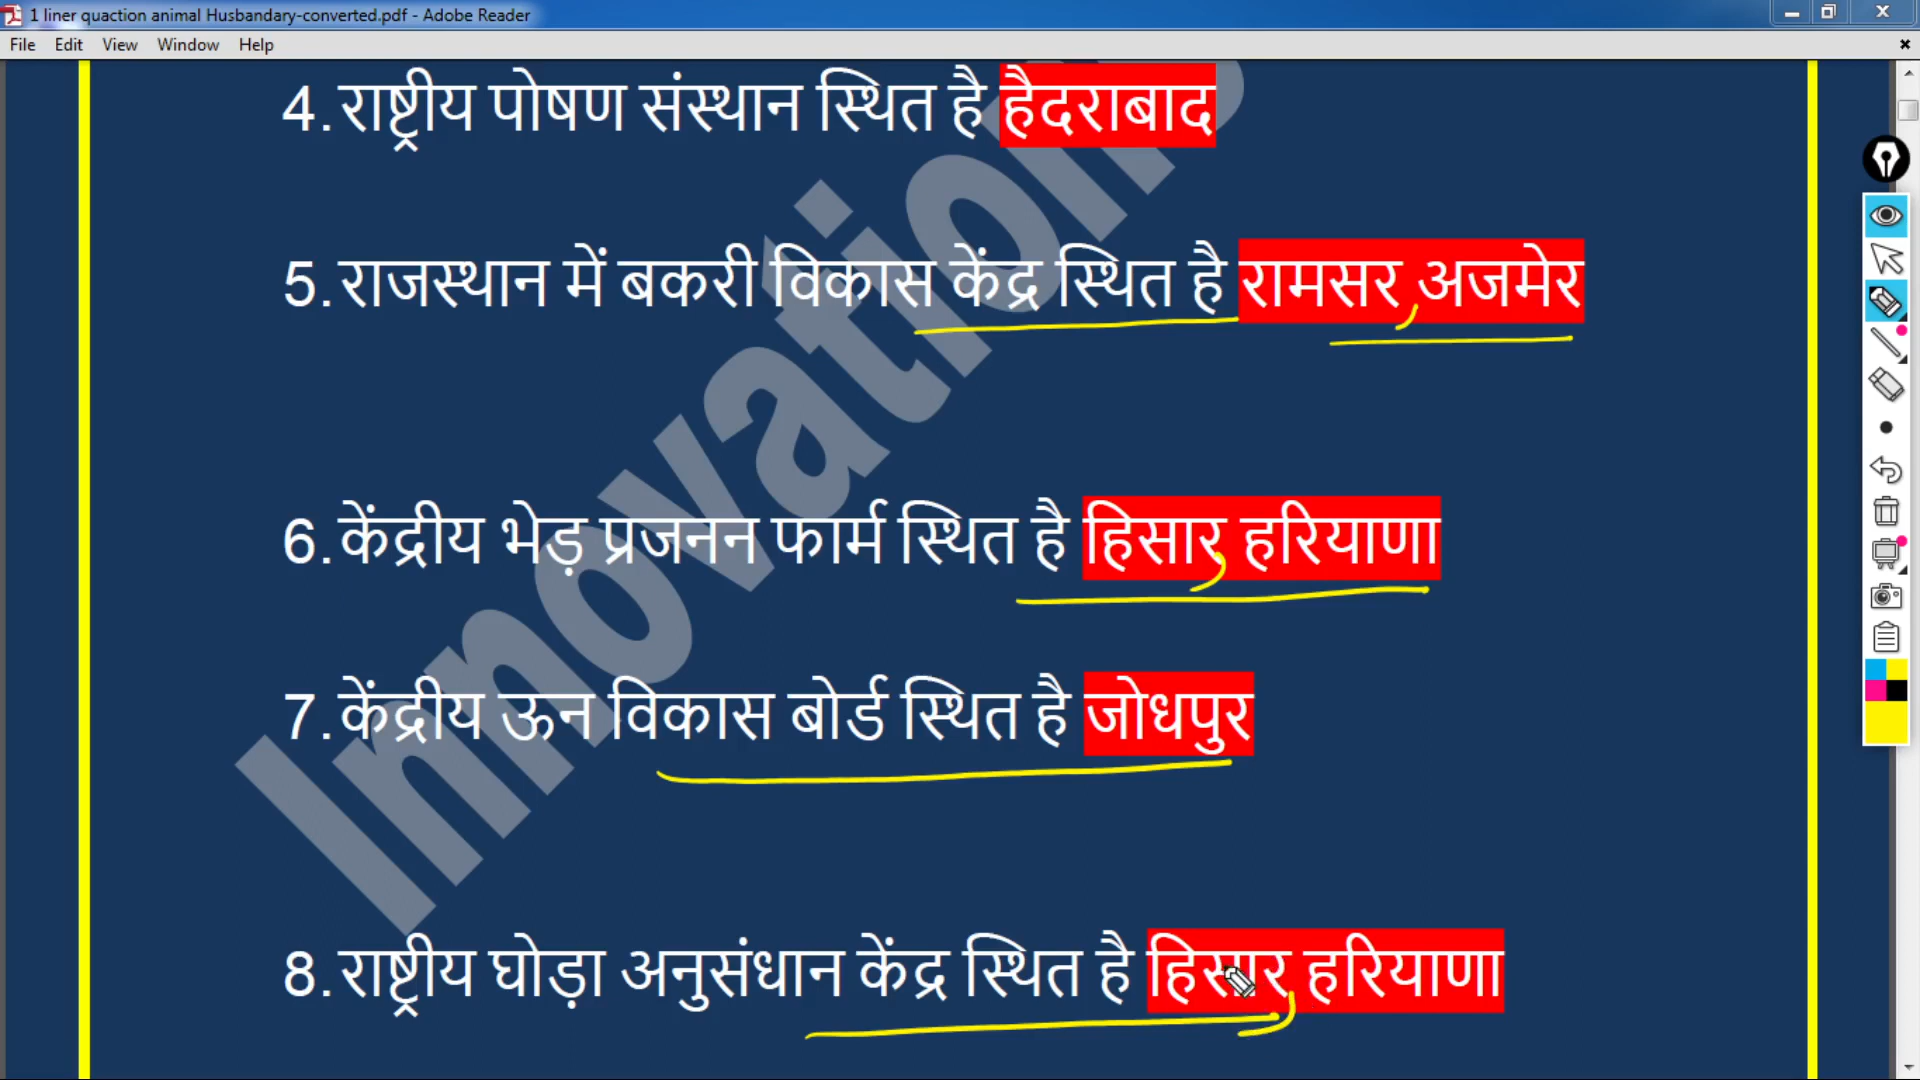 1 liner quaction animal Husbandary-converted.pdf - Adobe Reader
File Edit View Window Help
4. राष्ट्रीय पोषण संस्थान स्थित है हैदराबाद
5. राजस्थान में बकरी विकास केंद्र स्थित है रामसर, अजमेर
6. केंद्रीय भेड़ प्रजनन फार्म स्थित है हिसार, हरियाणा
7. केंद्रीय ऊन विकास बोर्ड स्थित है जोधपुर
8. राष्ट्रीय घोड़ा अनुसंधान केंद्र स्थित है हिसार, हरियाणा
Innovation